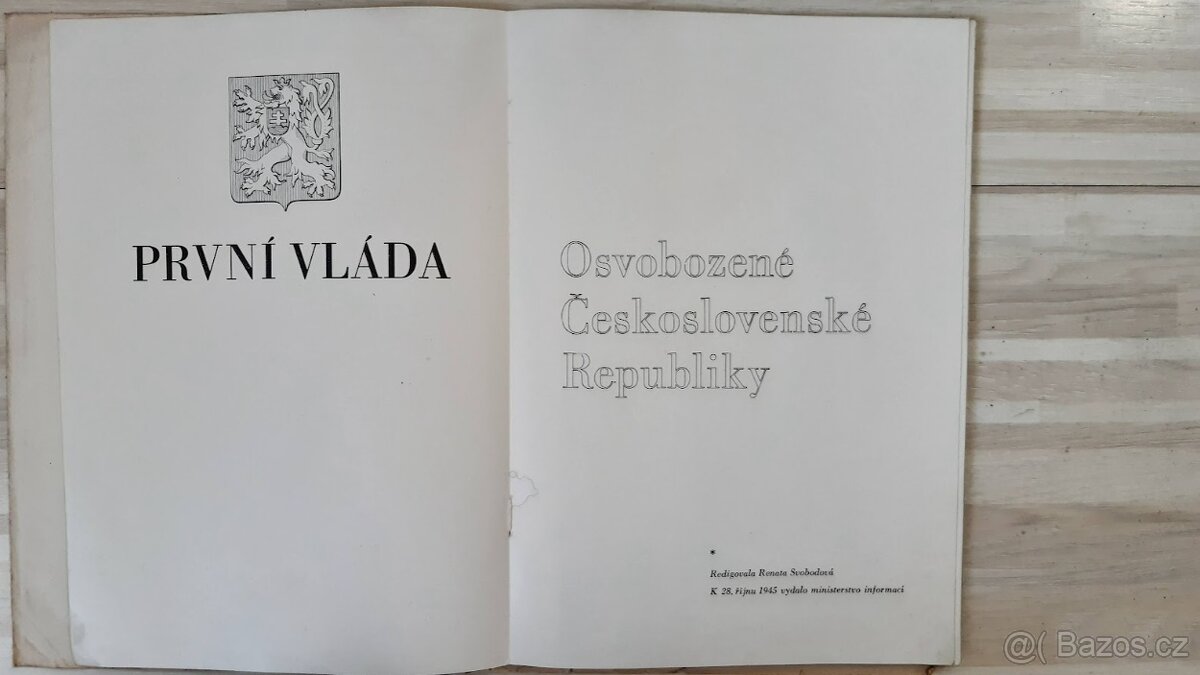 PRVNÍ VLÁDA
Osvobozené
Československé
Republiky
*
Redigovala Renata Svobodová
K 28. říjnu 1945 vydalo ministerstvo informací
@( Bazos.cz